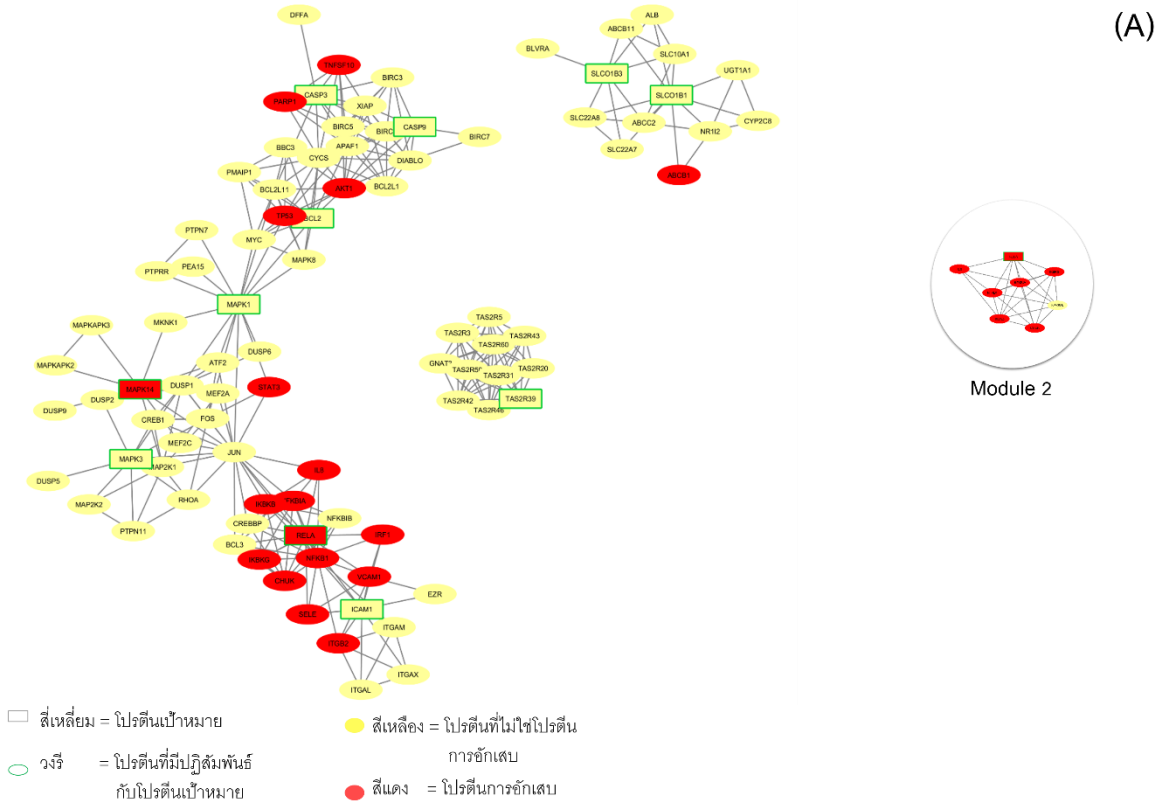 (A)
DFFA
TNFSF10
BIRC3
CASP3
PARP1
XIAP
BIRC5
CASP9
APAF1
BIRC7
BBC3
CYCS
DIABLO
PMAIP1
BCL2L11
AKT1
BCL2L1
TP53
BCL2
MYC
MAPK8
PTPN7
PTPRR
PEA15
MAPK1
MKNK1
MAPKAPK3
MAPKAPK2
ATF2
DUSP6
MAPK14
DUSP1
MEF2A
STAT3
DUSP9
DUSP2
CREB1
FOS
MEF2C
JUN
MAPK3
MAP2K1
DUSP5
RHOA
MAP2K2
PTPN11
IL6
IKBKB
NFKBIA
CREBBP
NFKBIB
BCL3
RELA
IRF1
IKBKG
NFKB1
CHUK
VCAM1
EZR
SELE
ICAM1
ITGAM
ITGB2
ITGAX
ITGAL
ALB
ABCB11
BLVRA
SLC10A1
SLCO1B3
UGT1A1
SLCO1B1
SLC22A8
ABCC2
CYP2C8
NR1I2
SLC22A7
ABCB1
TAS2R5
TAS2R3
TAS2R43
TAS2R60
TAS2R31
TAS2R20
TAS2R42
TAS2R39
Module 2
สี่เหลี่ยม = โปรตีนเป้าหมาย
วงรี = โปรตีนที่มีปฏิสัมพันธ์
กับโปรตีนเป้าหมาย
สีเหลือง = โปรตีนที่ไม่ใช่โปรตีน
การอักเสบ
สีแดง = โปรตีนการอักเสบ